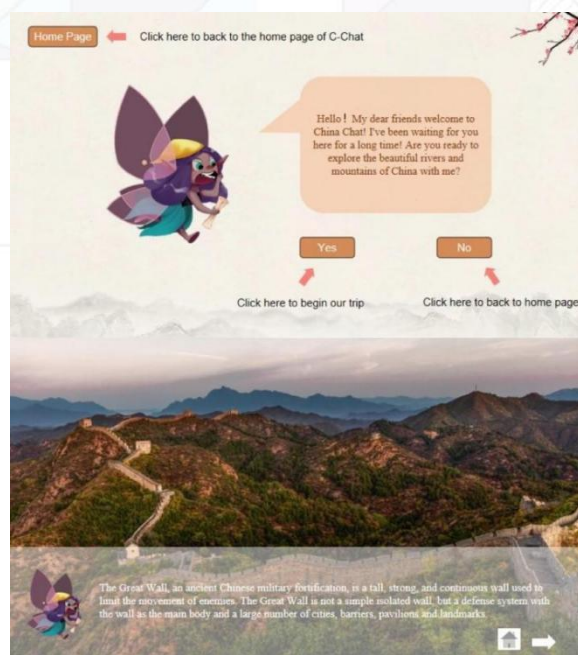 Home Page
Click here to back to the home page of C-Chat
Hello！ My dear friends welcome to
China Chat! I've been waiting for you
here for a long time! Are you ready to
explore the beautiful rivers and
mountains of China with me?
Yes
No
Click here to begin our trip
Click here to back to home page
The Great Wall, an ancient Chinese military fortification, is a tall, strong, and continuous wall used to
limit the movement of enemies. The Great Wall is not a simple isolated wall, but a defense system with
the wall as the main body and a large number of cities, barriers, pavilions and landmarks.